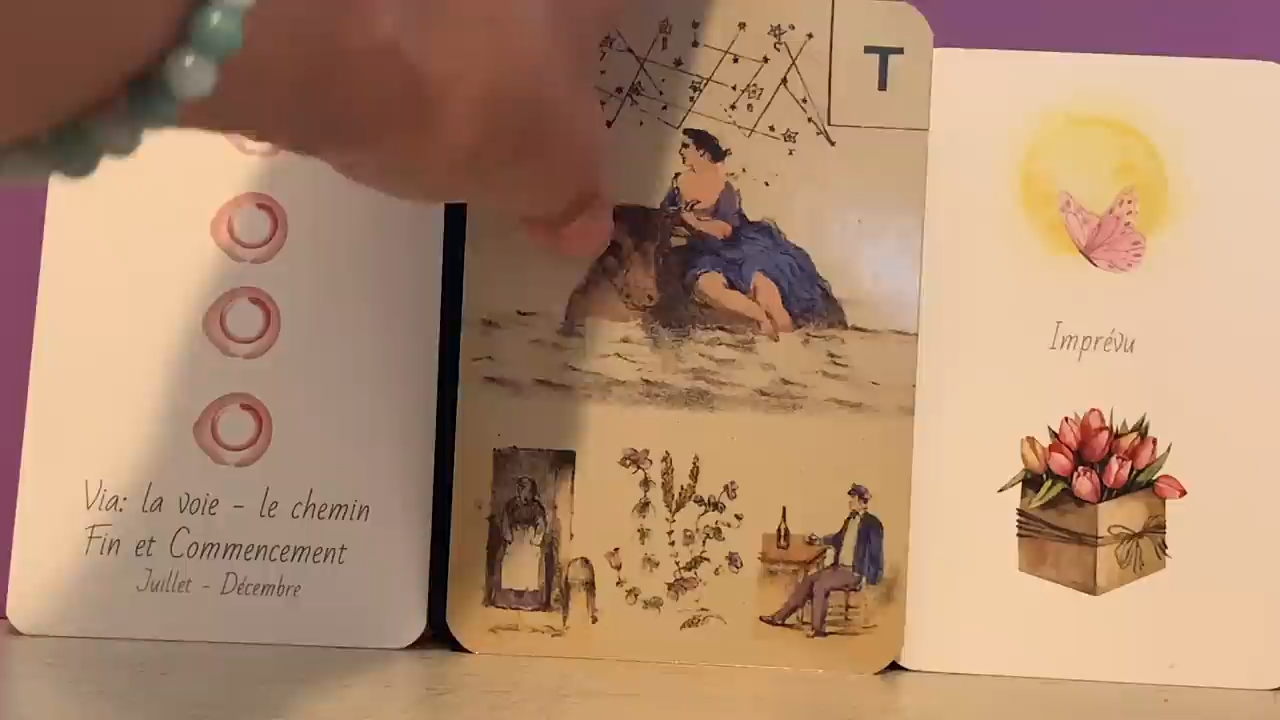 T
Imprévu
Via: la voie – le chemin
Fin et Commencement
Juillet – Décembre